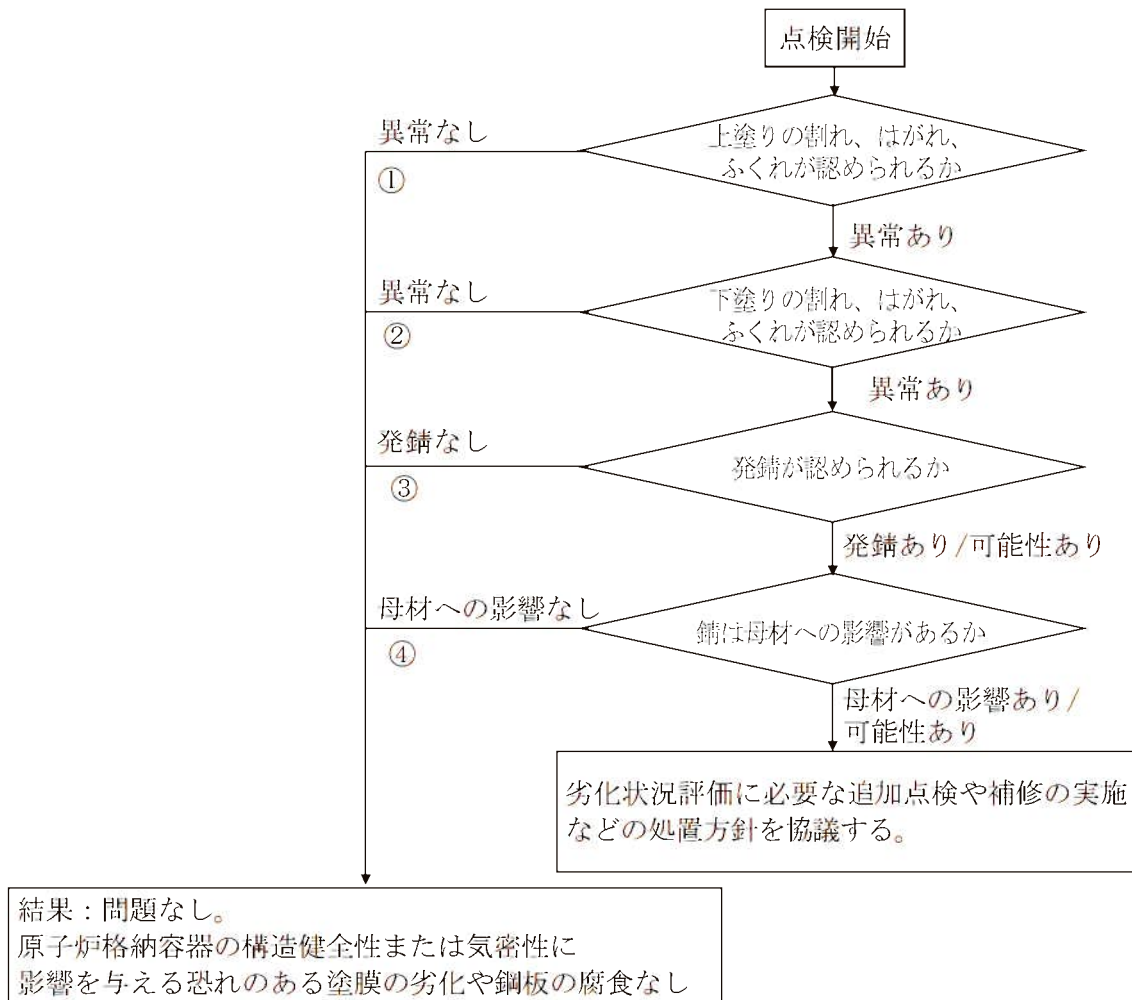 点検開始
異常なし
①
上塗りの割れ、はがれ、
ふくれが認められるか
異常あり
異常なし
②
下塗りの割れ、はがれ、
ふくれが認められるか
異常あり
発錆なし
③
発錆が認められるか
発錆あり/可能性あり
母材への影響なし
④
錆は母材への影響があるか
母材への影響あり/
可能性あり
劣化状況評価に必要な追加点検や補修の実施
などの処置方針を協議する。
結果：問題なし。
原子炉格納容器の構造健全性または気密性に
影響を与える恐れのある塗膜の劣化や鋼板の腐食なし